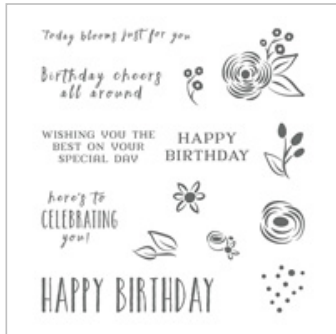 Today blooms just for you
Birthday cheers
all around
WISHING YOU THE
BEST ON YOUR
SPECIAL DAY
HAPPY
BIRTHDAY
here's to
CELEBRATING
you!
HAPPY BIRTHDAY